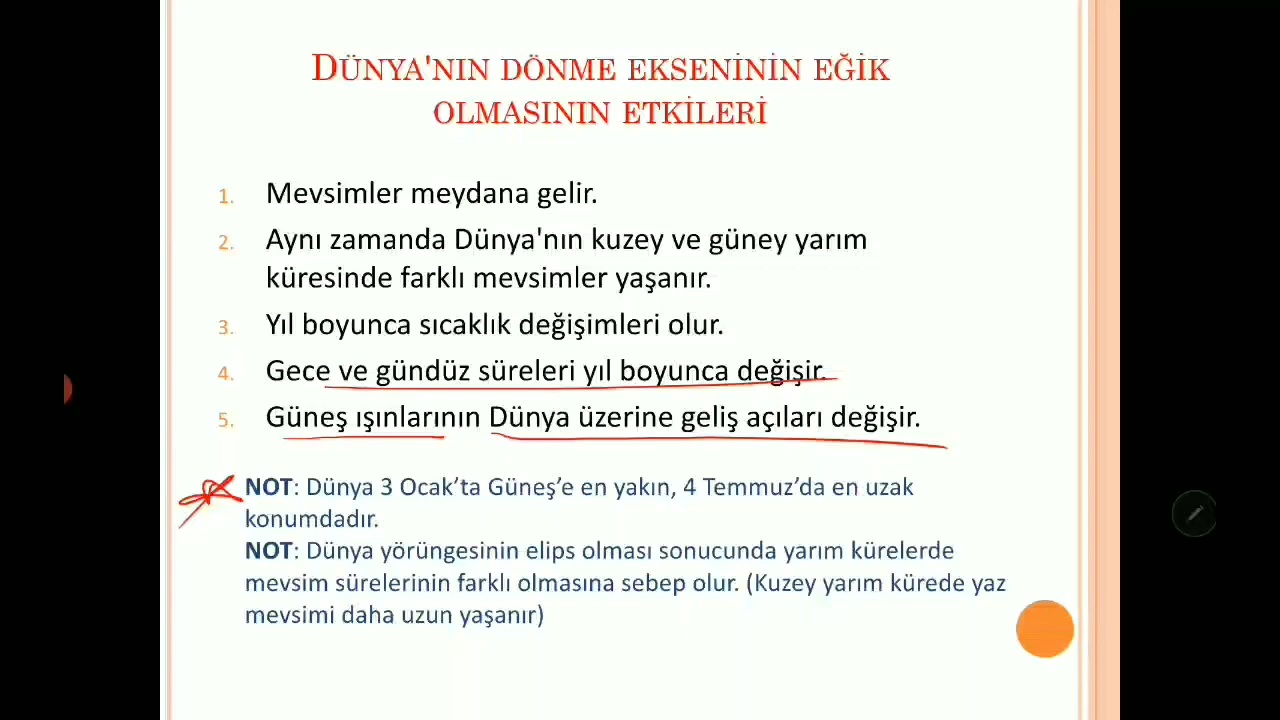 DÜNYA'NIN DÖNME EKSENİNİN EĞİK
OLMASININ ETKİLERİ
1. Mevsimler meydana gelir.
2. Aynı zamanda Dünya'nın kuzey ve güney yarım
küresinde farklı mevsimler yaşanır.
3. Yıl boyunca sıcaklık değişimleri olur.
4. Gece ve gündüz süreleri yıl boyunca değişir.
5. Güneş ışınlarının Dünya üzerine geliş açıları değişir.
NOT: Dünya 3 Ocak’ta Güneş’e en yakın, 4 Temmuz’da en uzak
konumdadır.
NOT: Dünya yörüngesinin elips olması sonucunda yarım kürelerde
mevsim sürelerinin farklı olmasına sebep olur. (Kuzey yarım kürede yaz
mevsimi daha uzun yaşanır)